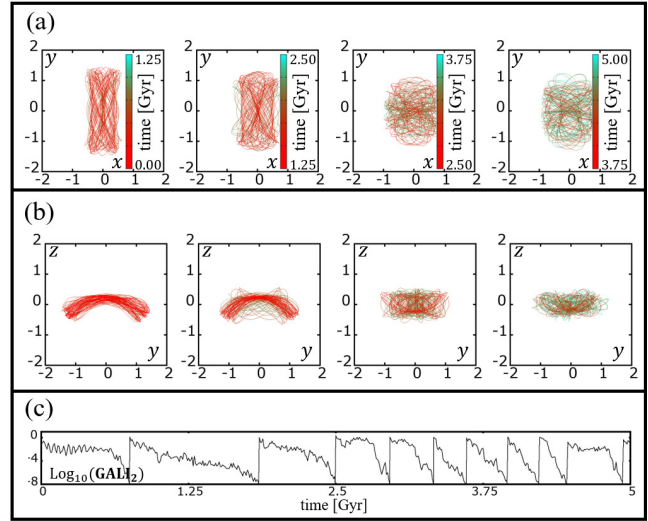 (a)
2 1 0 -1 -2
y x
1.25 0.00 time [Gyr]
-2 -1 0 1 2
y x
2.50 1.25 time [Gyr]
-2 -1 0 1 2
y x
3.75 2.50 time [Gyr]
-2 -1 0 1 2
y x
5.00 3.75 time [Gyr]
-2 -1 0 1 2
(b)
2 1 0 -1 -2
z y
-2 -1 0 1 2
z y
-2 -1 0 1 2
z y
-2 -1 0 1 2
z y
-2 -1 0 1 2
(c)
0 -4 -8
Log₁₀(GALI₂)
0 1.25 2.5 3.75 5
time [Gyr]